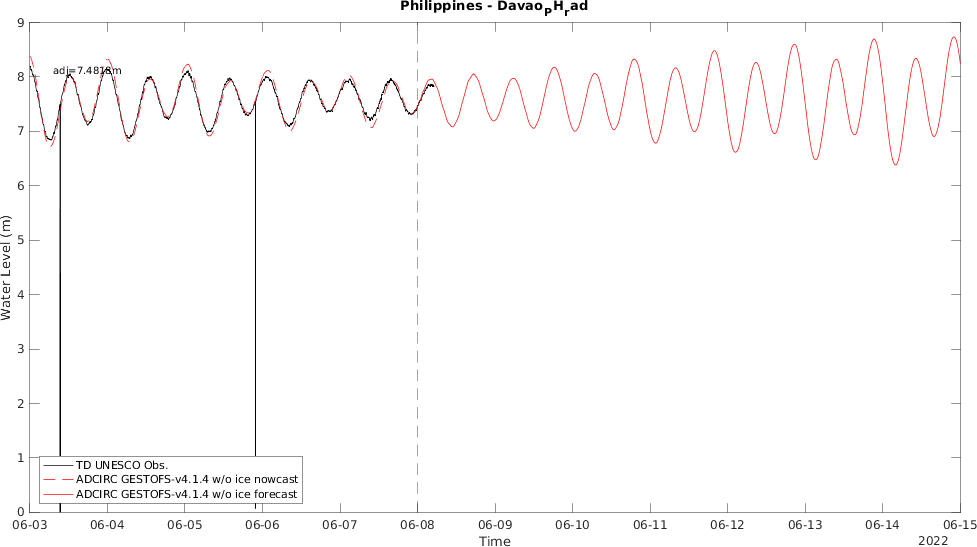 Philippines - DavaoPHrad
9
8
7
6
5
4
3
2
1
0
Water Level (m)
adj=7.4818m
TD UNESCO Obs.
ADCIRC GESTOFS-v4.1.4 w/o ice nowcast
ADCIRC GESTOFS-v4.1.4 w/o ice forecast
06-03 06-04 06-05 06-06 06-07 06-08 06-09 06-10 06-11 06-12 06-13 06-14 06-15
Time
2022